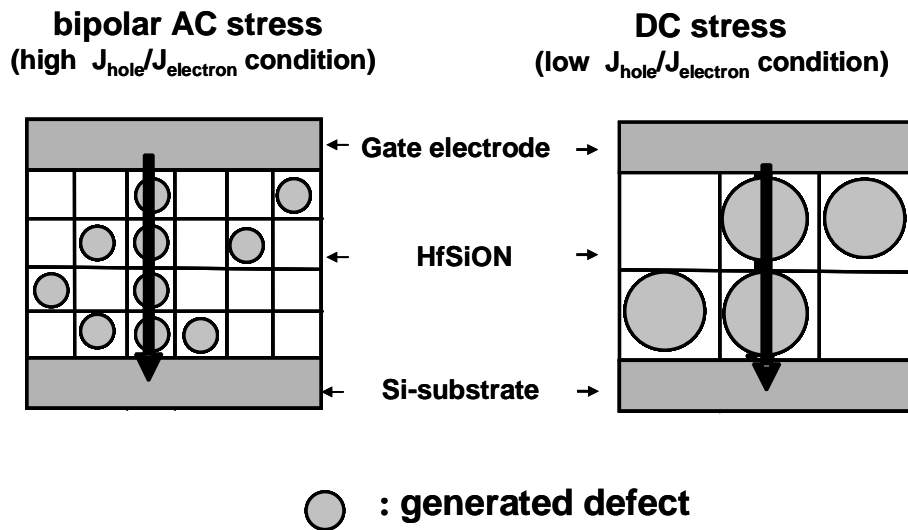 bipolar AC stress
(high Jhole/Jelectron condition)
DC stress
(low Jhole/Jelectron condition)
Gate electrode
HfSiON
Si-substrate
: generated defect